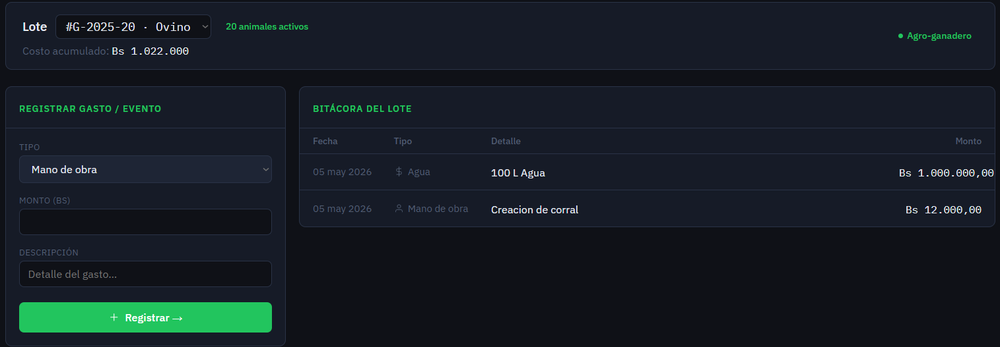 Lote #G-2025-20 · Ovino 20 animales activos
Costo acumulado: Bs 1.022.000
Agro-ganadero
REGISTRAR GASTO / EVENTO
TIPO
Mano de obra
MONTO (BS)
DESCRIPCIÓN
Detalle del gasto...
+ Registrar →
BITÁCORA DEL LOTE
Fecha Tipo Detalle Monto
05 may 2026 $ Agua 100 L Agua Bs 1.000.000,00
05 may 2026 Mano de obra Creacion de corral Bs 12.000,00